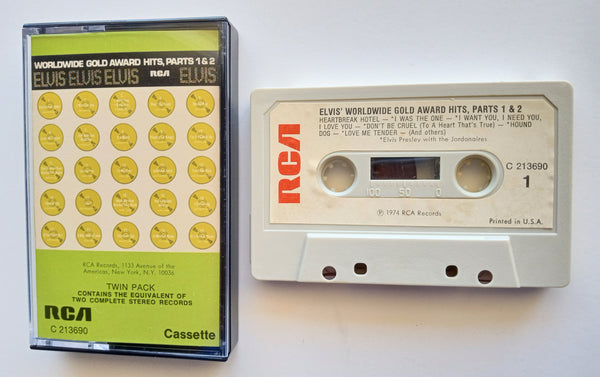 WORLDWIDE GOLD AWARD HITS, PARTS 1 & 2
ELVIS ELVIS ELVIS RCA ELVIS
RCA Records, 1133 Avenue of the
Americas, New York, N.Y. 10036
TWIN PACK
CONTAINS THE EQUIVALENT OF
TWO COMPLETE STEREO RECORDS
RCA
C 213690
Cassette
ELVIS' WORLDWIDE GOLD AWARD HITS, PARTS 1 & 2
HEARTBREAK HOTEL — *I WAS THE ONE — *I WANT YOU, I NEED YOU,
I LOVE YOU — *DON'T BE CRUEL (To A Heart That's True) — *HOUND
DOG — *LOVE ME TENDER — (And others)
*Elvis Presley with the Jordanaires
RCA
C 213690
1
100 50 0
℗ 1974 RCA Records
Printed in U.S.A.